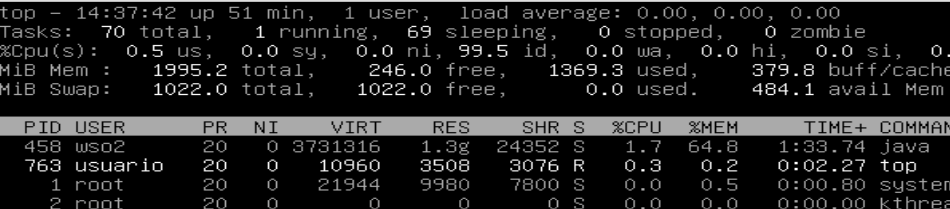 top - 14:37:42 up 51 min,  1 user,  load average: 0.00, 0.00, 0.00
Tasks:  70 total,   1 running,  69 sleeping,   0 stopped,   0 zombie
%Cpu(s):  0.5 us,  0.0 sy,  0.0 ni, 99.5 id,  0.0 wa,  0.0 hi,  0.0 si,  0.
MiB Mem :   1995.2 total,    246.0 free,   1369.3 used,    379.8 buff/cache
MiB Swap:   1022.0 total,   1022.0 free,      0.0 used.    484.1 avail Mem
PID USER      PR  NI    VIRT    RES    SHR S  %CPU  %MEM     TIME+ COMMAN
458 wso2      20   0 3731316   1.3g  24352 S   1.7  64.8   1:33.74 java
763 usuario   20   0   10960   3508   3076 R   0.3   0.2   0:02.27 top
1 root      20   0   21944   9980   7800 S   0.0   0.5   0:00.80 system
2 root      20   0       0      0      0 S   0.0   0.0   0:00.00 kthrea